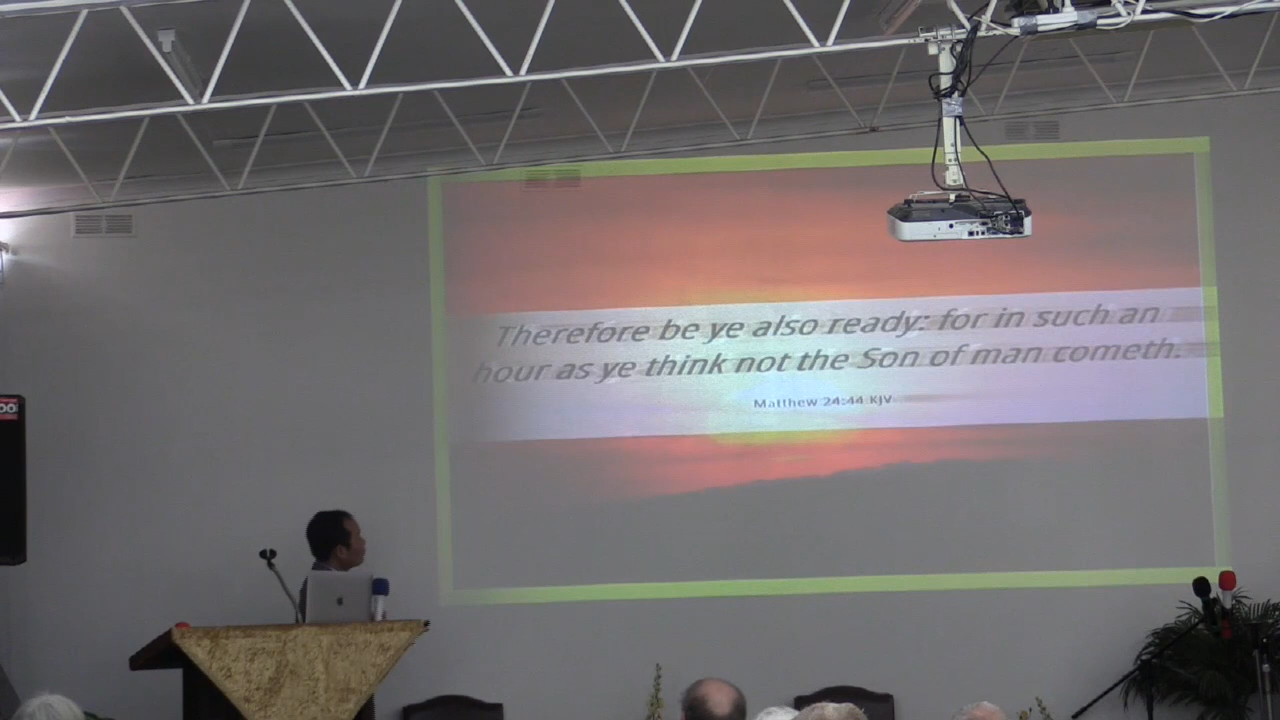 Therefore be ye also ready: for in such an
hour as ye think not the Son of man cometh.
Matthew 24:44 KJV